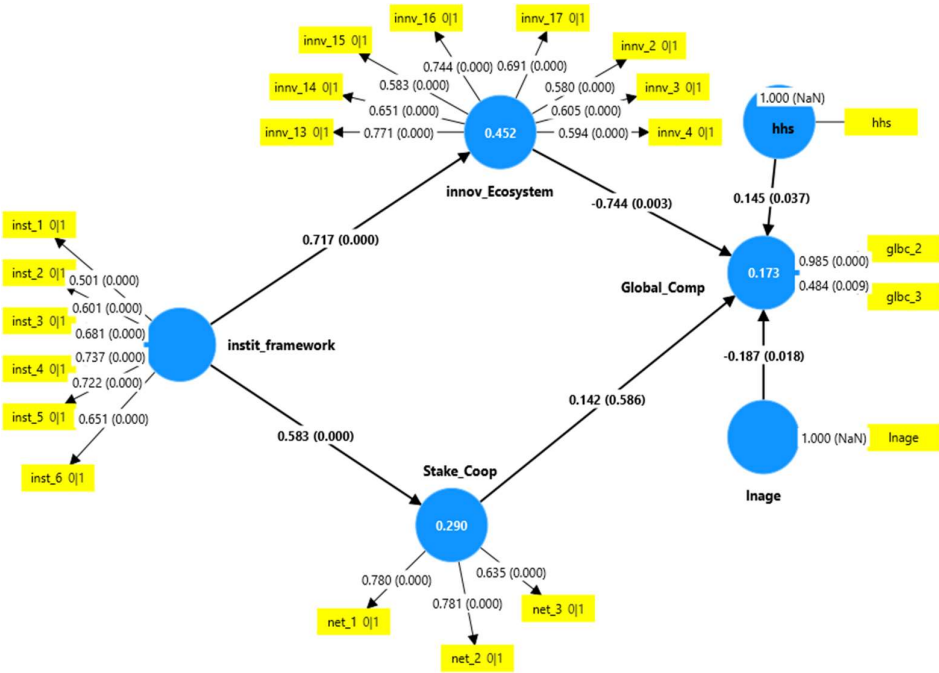 innv_16 0|1
innv_17 0|1
innv_15 0|1
innv_2 0|1
0.744 (0.000)
0.691 (0.000)
innv_14 0|1
0.583 (0.000)
0.580 (0.000)
innv_3 0|1
0.651 (0.000)
0.605 (0.000)
innv_13 0|1
0.771 (0.000)
0.452
0.594 (0.000)
innv_4 0|1
innov_Ecosystem
1.000 (NaN)
hhs
hhs
-0.744 (0.003)
0.145 (0.037)
inst_1 0|1
0.717 (0.000)
inst_2 0|1
0.501 (0.000)
inst_3 0|1
0.601 (0.000)
0.681 (0.000)
inst_4 0|1
0.737 (0.000)
0.722 (0.000)
inst_5 0|1
0.651 (0.000)
inst_6 0|1
instit_framework
Global_Comp
0.173
0.985 (0.000)
glbc_2
0.484 (0.009)
glbc_3
-0.187 (0.018)
0.142 (0.586)
0.583 (0.000)
1.000 (NaN)
lnage
lnage
Stake_Coop
0.290
0.780 (0.000)
0.781 (0.000)
0.635 (0.000)
net_1 0|1
net_2 0|1
net_3 0|1